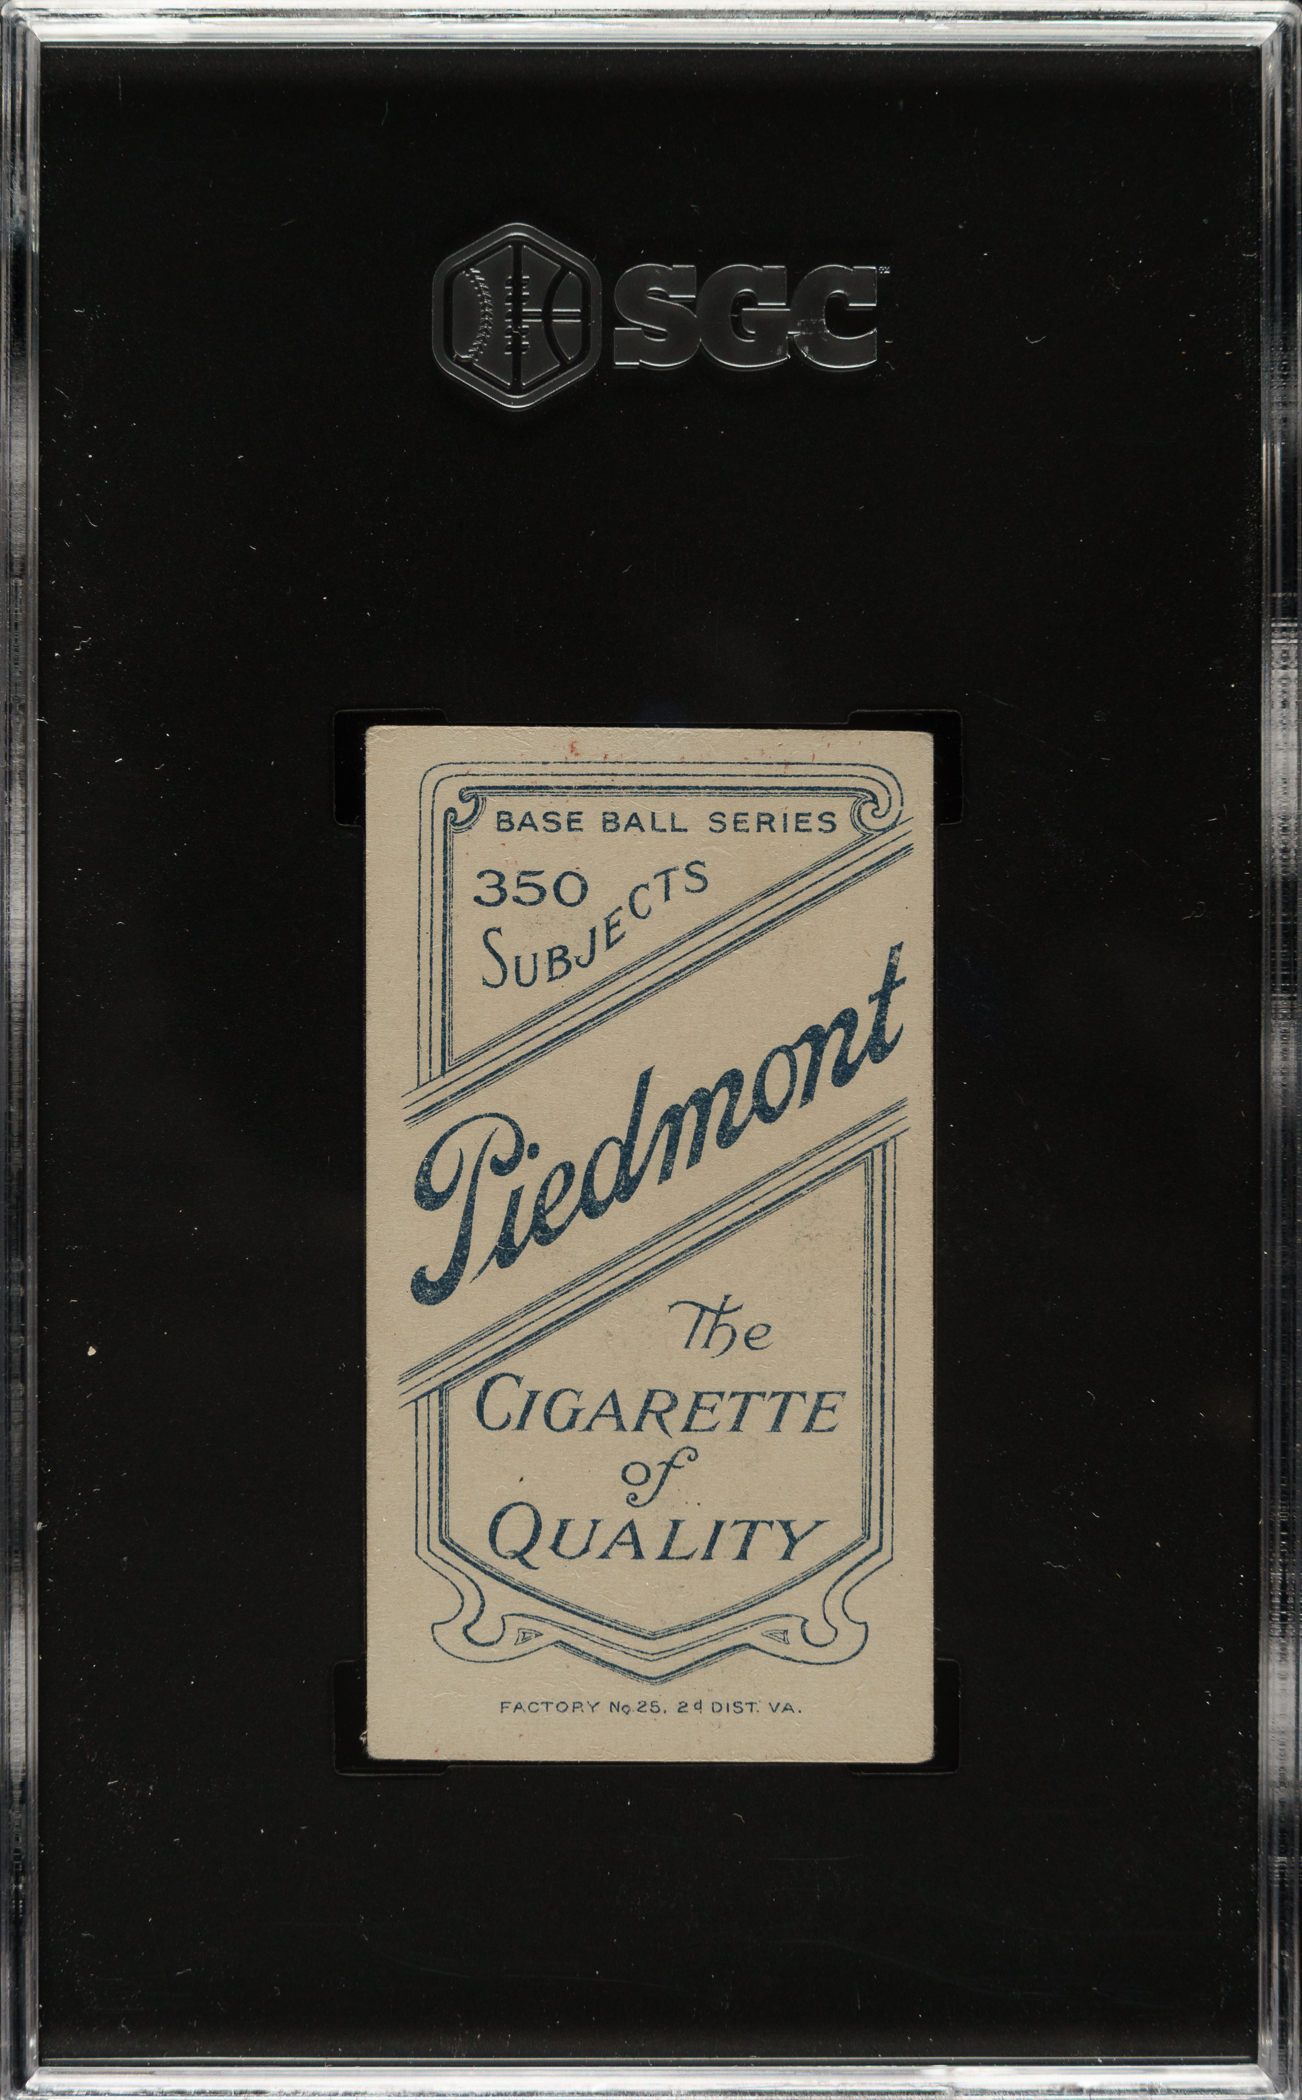 SGC
BASE BALL SERIES
350
SUBJECTS
Piedmont
The
CIGARETTE
of
QUALITY
FACTORY No 25. 2d DIST. VA.